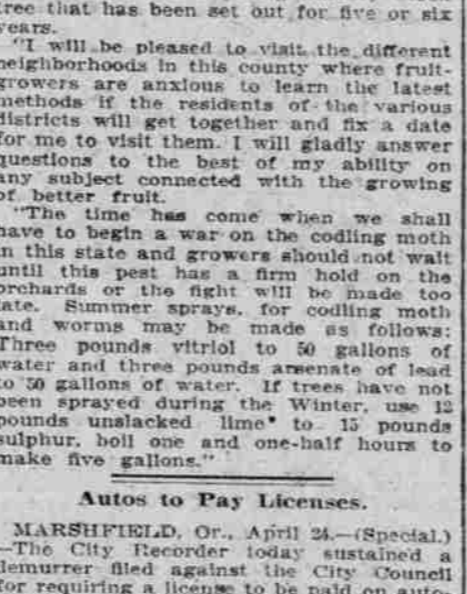 tree that has been set out for five or six
years.
"I will be pleased to visit the different
neighborhoods in this county where fruit-
growers are anxious to learn the latest
methods if the residents of the various
districts will get together and fix a date
for me to visit them. I will gladly answer
questions to the best of my ability on
any subject connected with the growing
of better fruit.
"The time has come when we shall
have to begin a war on the codling moth
in this state and growers should not wait
until this pest has a firm hold on the
orchards or the fight will be made too
late. Summer sprays, for codling moth
and worms may be made as follows:
Three pounds vitriol to 50 gallons of
water and three pounds arsenate of lead
to 50 gallons of water. If trees have not
been sprayed during the Winter, use 12
pounds unslacked lime to 15 pounds
sulphur, boil one and one-half hours to
make five gallons."
Autos to Pay Licenses.
MARSHFIELD, Or., April 24.—(Special.)
—The City Recorder today sustained a
demurrer filed against the City Council
for requiring a license to be paid on auto-